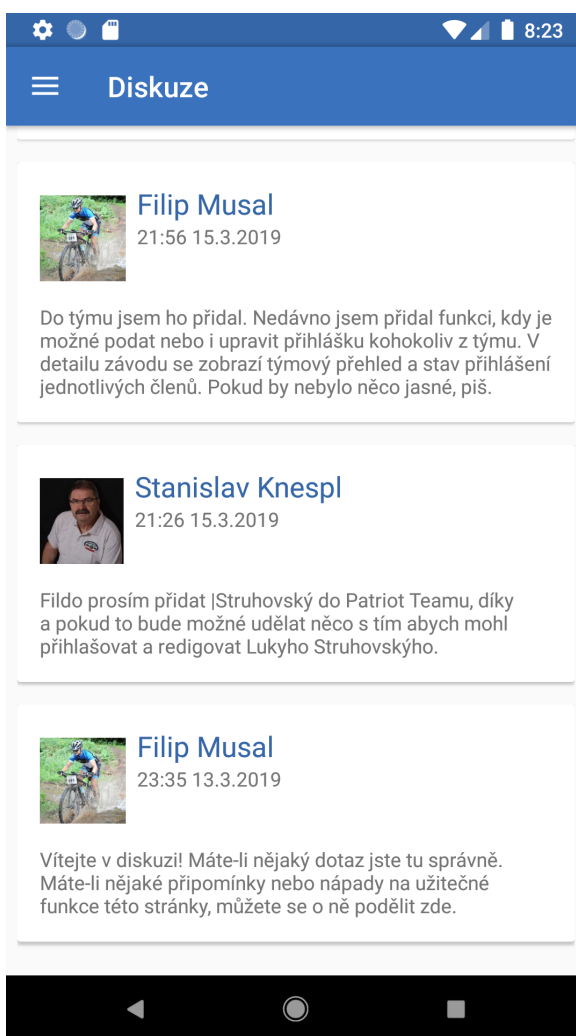 8:23
Diskuze
Filip Musal
21:56 15.3.2019
Do týmu jsem ho přidal. Nedávno jsem přidal funkci, kdy je
možné podat nebo i upravit přihlášku kohokoliv z týmu. V
detailu závodu se zobrazí týmový přehled a stav přihlášení
jednotlivých členů. Pokud by nebylo něco jasné, piš.
Stanislav Knespl
21:26 15.3.2019
Fildo prosím přidat |Struhovský do Patriot Teamu, díky
a pokud to bude možné udělat něco s tím abych mohl
přihlašovat a redigovat Lukyho Struhovskýho.
Filip Musal
23:35 13.3.2019
Vítejte v diskuzi! Máte-li nějaký dotaz jste tu správně.
Máte-li nějaké připomínky nebo nápady na užitečné
funkce této stránky, můžete se o ně podělit zde.